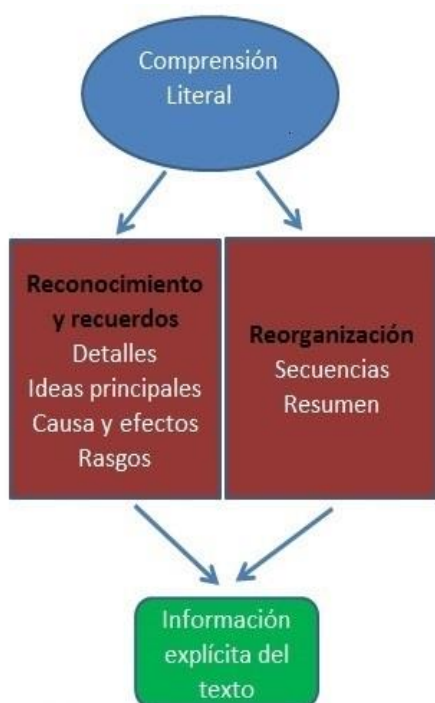 Comprensión
Literal
Reconocimiento
y recuerdos
Detalles
Ideas principales
Causa y efectos
Rasgos
Reorganización
Secuencias
Resumen
Información
explícita del
texto